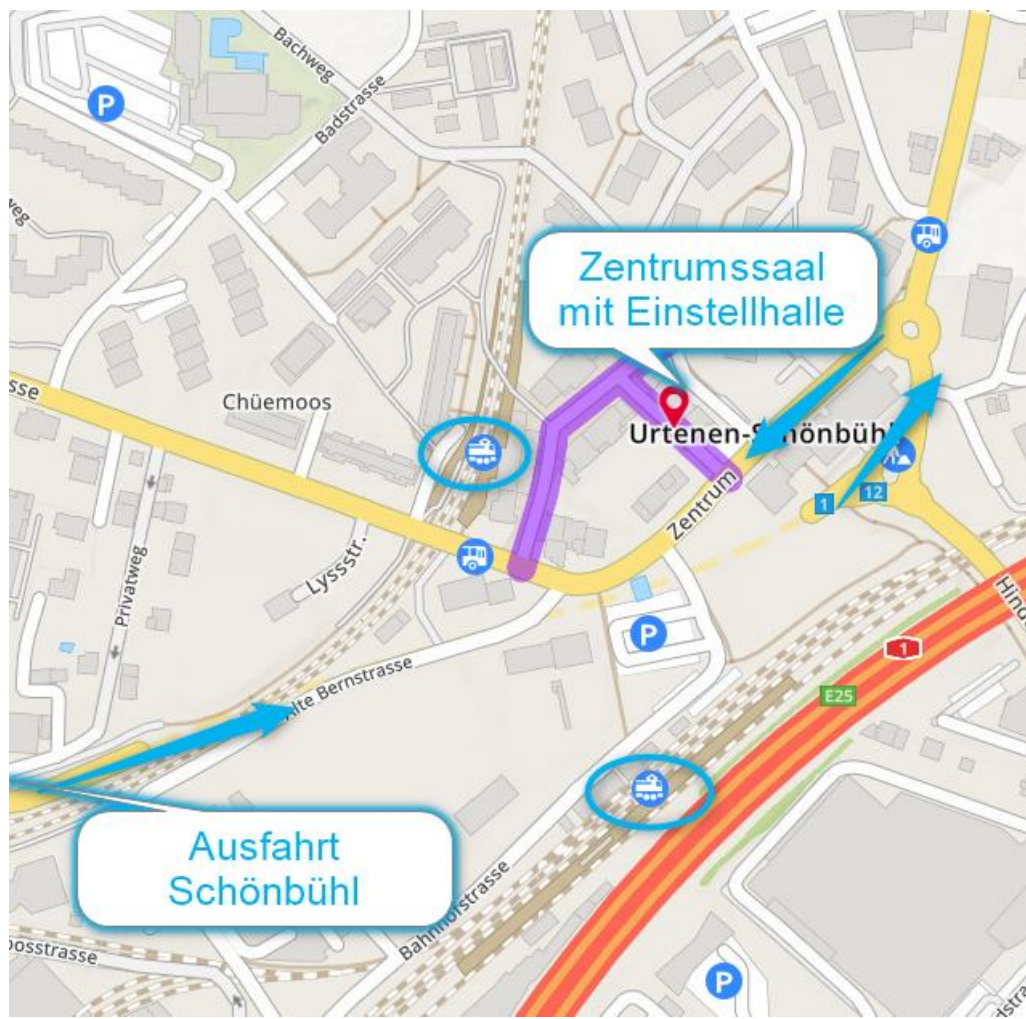 Bachweg
Badstrasse
P
Zentrumssaal
mit Einstellhalle
Chüemoos
Urtenen-Schönbühl
Zentrum
1
12
Lyssstr.
Privatweg
P
1
E25
Alte Bernstrasse
Ausfahrt
Schönbühl
Bahnhofstrasse
P